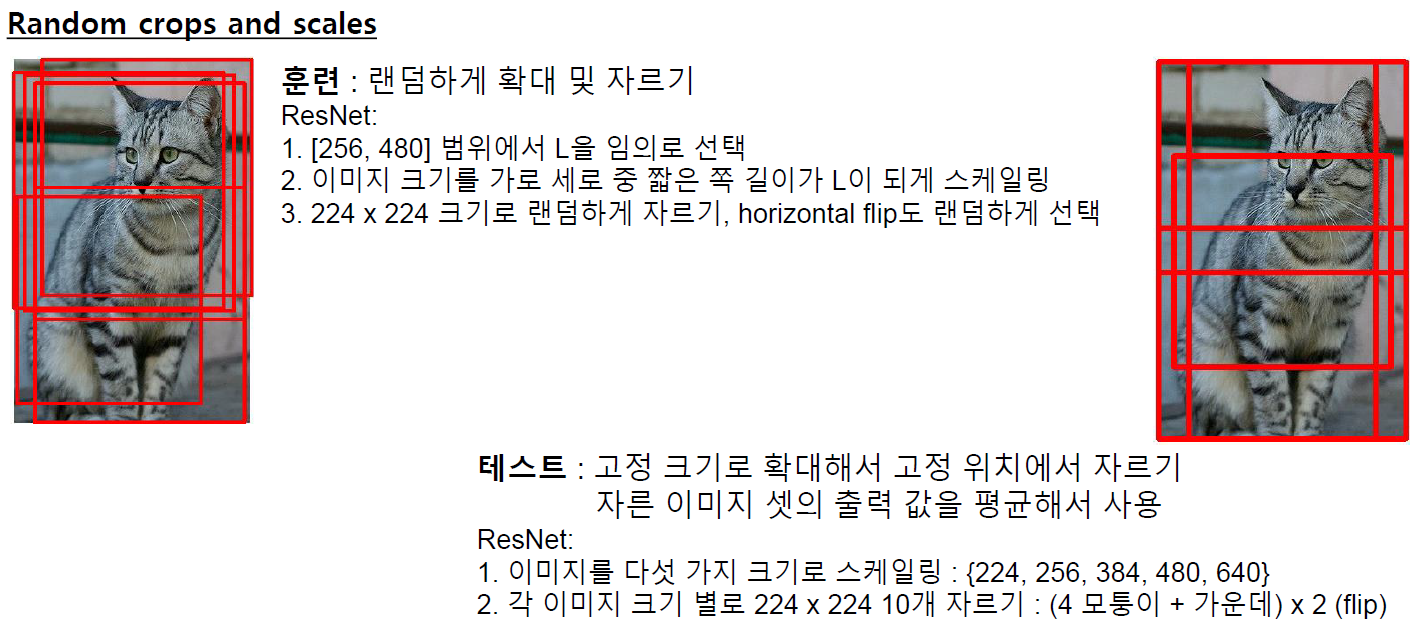 Random crops and scales
훈련 : 랜덤하게 확대 및 자르기
ResNet:
1. [256, 480] 범위에서 L을 임의로 선택
2. 이미지 크기를 가로 세로 중 짧은 쪽 길이가 L이 되게 스케일링
3. 224 x 224 크기로 랜덤하게 자르기, horizontal flip도 랜덤하게 선택
테스트 : 고정 크기로 확대해서 고정 위치에서 자르기
자른 이미지 셋의 출력 값을 평균해서 사용
ResNet:
1. 이미지를 다섯 가지 크기로 스케일링 : {224, 256, 384, 480, 640}
2. 각 이미지 크기 별로 224 x 224 10개 자르기 : (4 모퉁이 + 가운데) x 2 (flip)